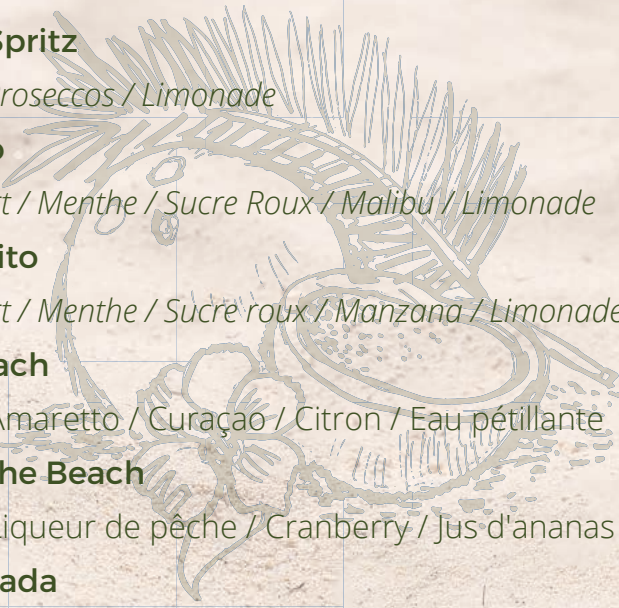 Spritz
roseccos / Limonade
o
t / Menthe / Sucre Roux / Malibu / Limonade
ito
t / Menthe / Sucre roux / Manzana / Limonade
ach
Amaretto / Curaçao / Citron / Eau pétillante
he Beach
Liqueur de pêche / Cranberry / Jus d'ananas
ada